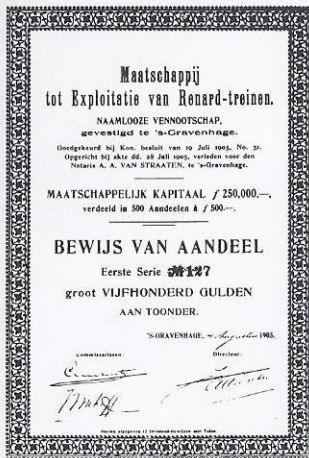 Maatschappij
tot Exploitatie van Renard-treinen.
NAAMLOOZE VENNOOTSCHAP,
gevestigd te 's-Gravenhage.
Goedgekeurd bij Kon. besluit van 19 Juli 1905, No. 51.
Opgericht bij akte dd. 28 Juli 1905, verleden voor den
Notaris A. A. VAN STRAATEN, te 's-Gravenhage.
MAATSCHAPPELIJK KAPITAAL ƒ 250,000.—,
verdeeld in 500 Aandeelen à ƒ 500.—.
BEWIJS VAN AANDEEL
Eerste Serie № 127
groot VIJFHONDERD GULDEN
AAN TOONDER.
'S-GRAVENHAGE, Augustus 1905.
Commissarissen: Directeur: